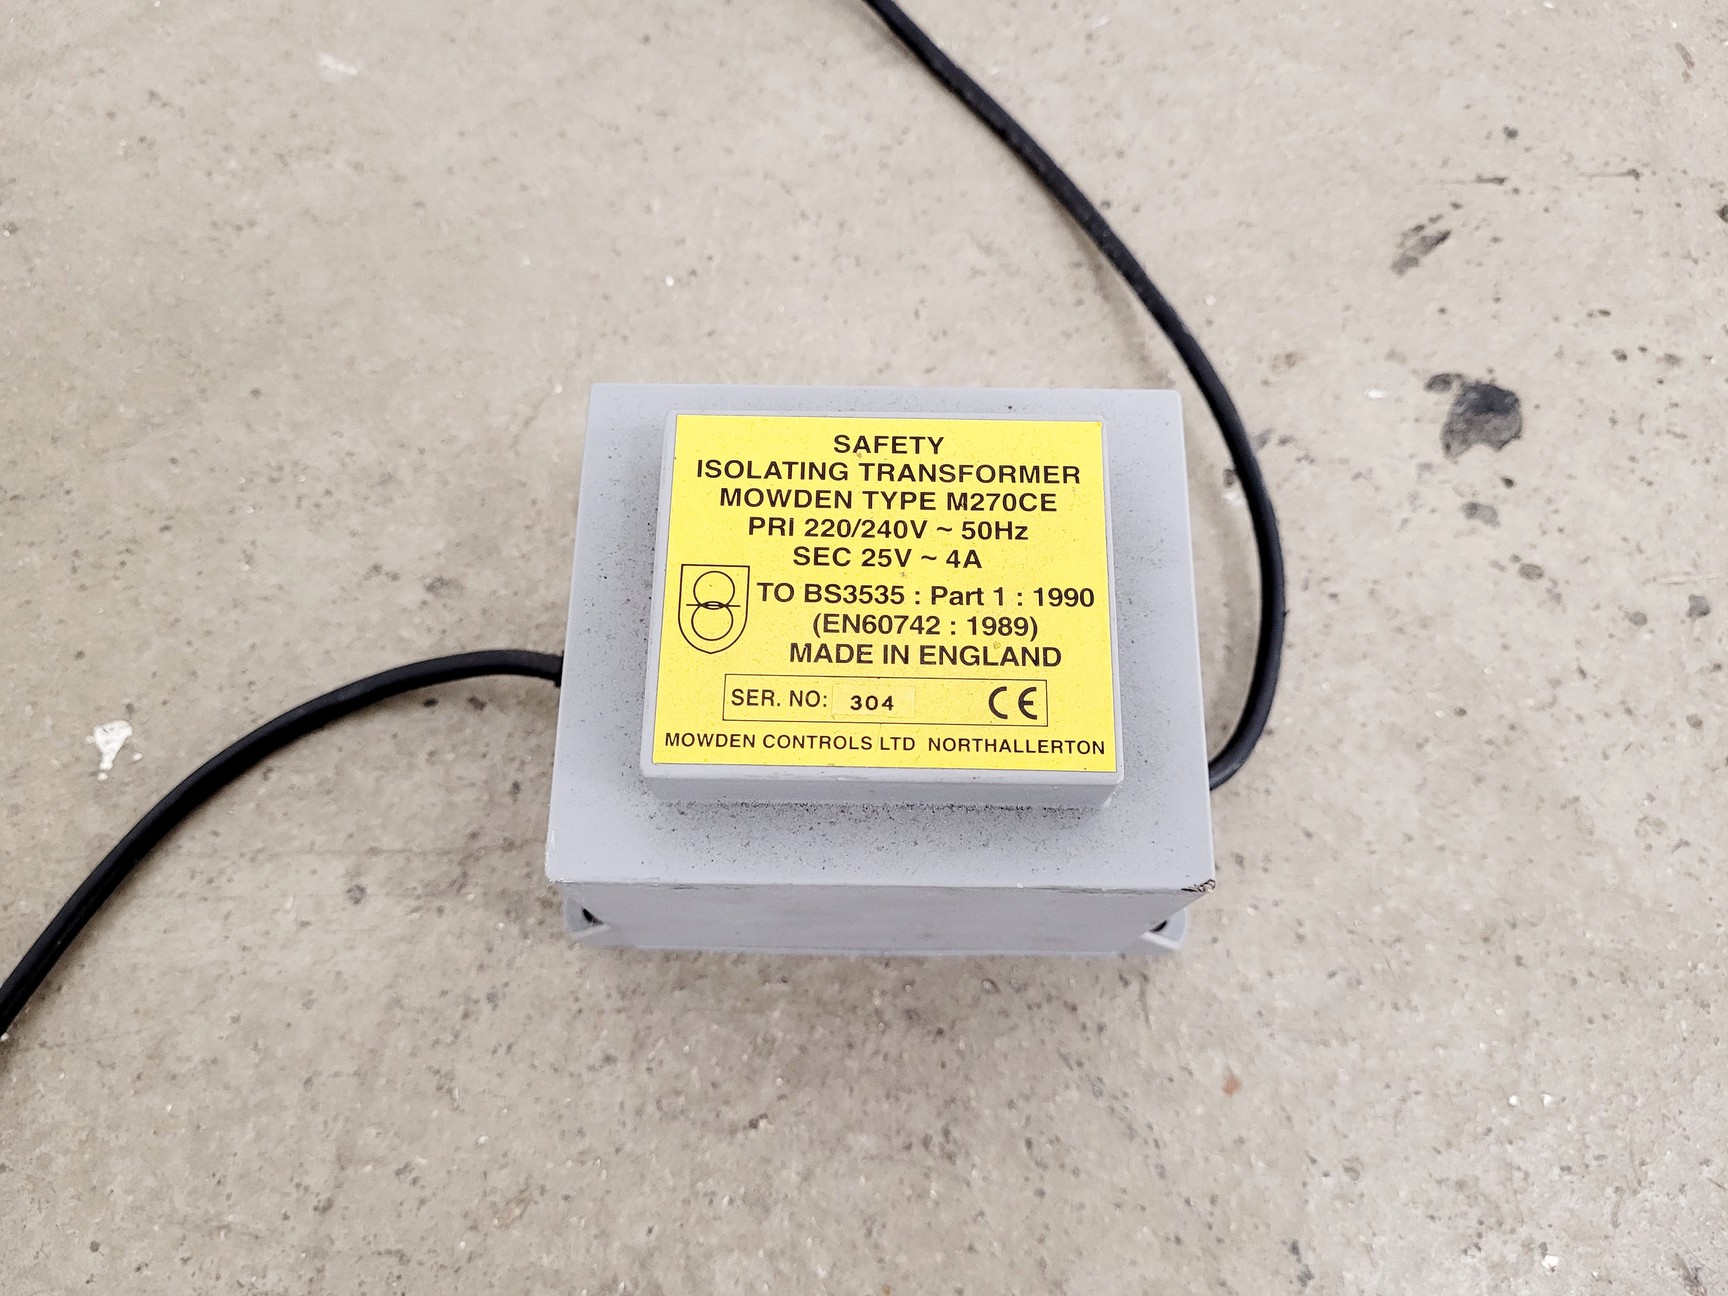 SAFETY
ISOLATING TRANSFORMER
MOWDEN TYPE M270CE
PRI 220/240V ~ 50Hz
SEC 25V ~ 4A
TO BS3535 : Part 1 : 1990
(EN60742 : 1989)
MADE IN ENGLAND
SER. NO: 304 CE
MOWDEN CONTROLS LTD NORTHALLERTON